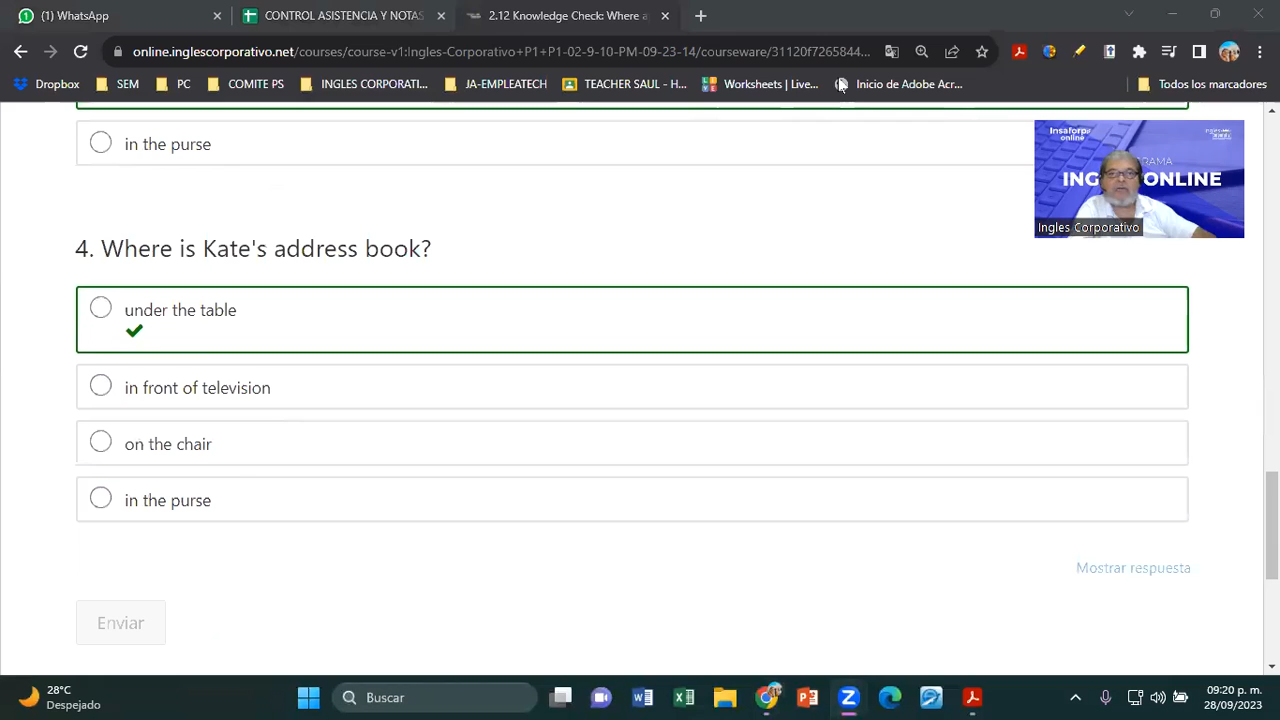 (1) WhatsApp
CONTROL ASISTENCIA Y NOTAS
2.12 Knowledge Check: Where a
online.inglescorporativo.net/courses/course-v1:Ingles-Corporativo+P1+P1-02-9-10-PM-09-23-14/courseware/31120f7265844...
Dropbox
SEM
PC
COMITE PS
INGLES CORPORATI...
JA-EMPLEATECH
TEACHER SAUL - H...
Worksheets | Live...
Inicio de Adobe Acr...
Todos los marcadores
in the purse
Insaforp
online
ING ONLINE
Ingles Corporativo
4. Where is Kate's address book?
under the table
in front of television
on the chair
in the purse
Mostrar respuesta
Enviar
28°C
Despejado
Buscar
09:20 p. m.
28/09/2023